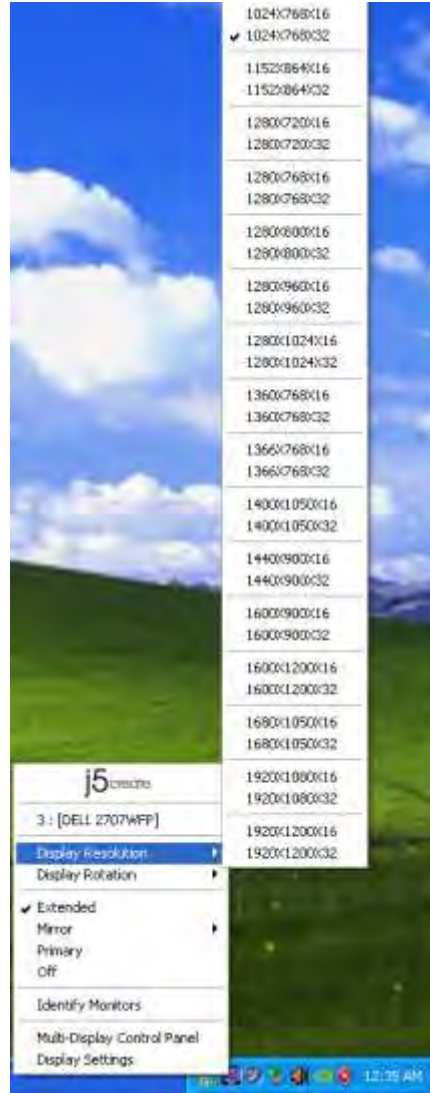 1024X768X16
1024X768X32
1152X864X16
1152X864X32
1280X720X16
1280X720X32
1280X768X16
1280X768X32
1280X800X16
1280X800X32
1280X960X16
1280X960X32
1280X1024X16
1280X1024X32
1360X768X16
1360X768X32
1366X768X16
1366X768X32
1400X1050X16
1400X1050X32
1440X900X16
1440X900X32
1600X900X16
1600X900X32
1600X1200X16
1600X1200X32
1680X1050X16
1680X1050X32
1920X1080X16
1920X1080X32
1920X1200X16
1920X1200X32
j5create
3 : [DELL 2707WFP]
Display Resolution
Display Rotation
Extended
Mirror
Primary
Off
Identify Monitors
Multi-Display Control Panel
Display Settings
12:35 AM